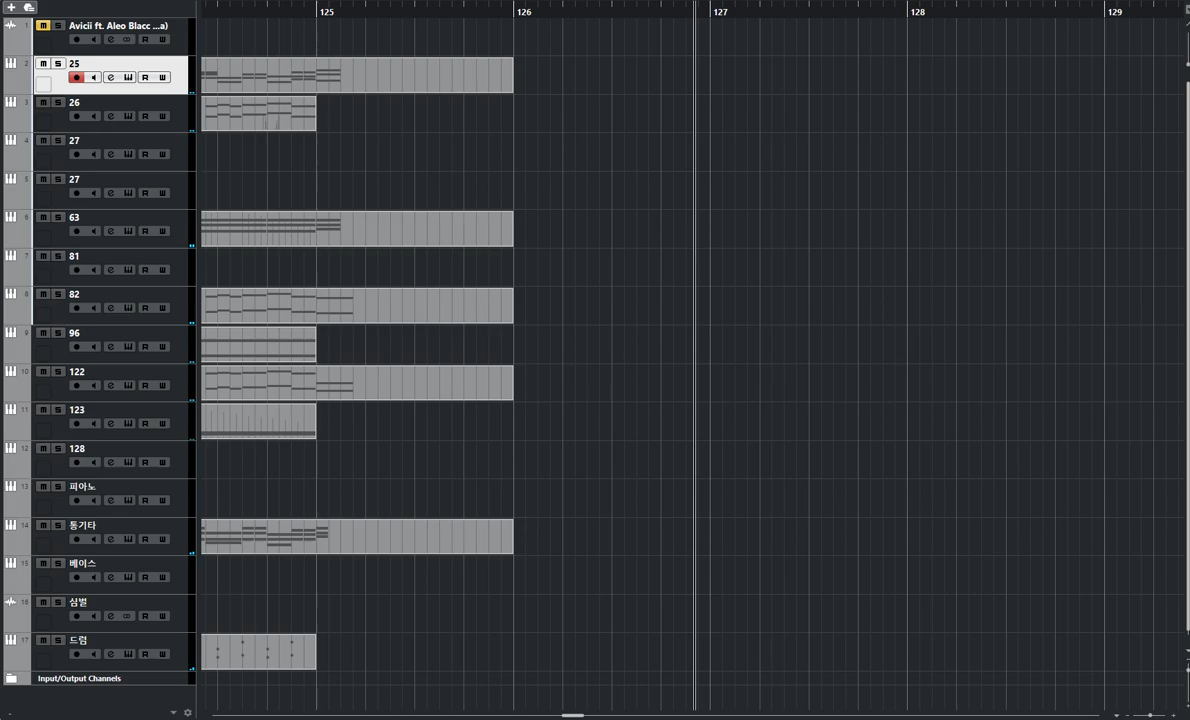 125 126 127 128 129
1 M S Avicii ft. Aleo Blacc ...a)
R W
2 M S 25
R W
3 M S 26
R W
4 M S 27
R W
5 M S 27
R W
6 M S 63
R W
7 M S 81
R W
8 M S 82
R W
9 M S 96
R W
10 M S 122
R W
11 M S 123
R W
12 M S 128
R W
13 M S 피아노
R W
14 M S 통기타
R W
15 M S 베이스
R W
16 M S 심벌
R W
17 M S 드럼
R W
Input/Output Channels